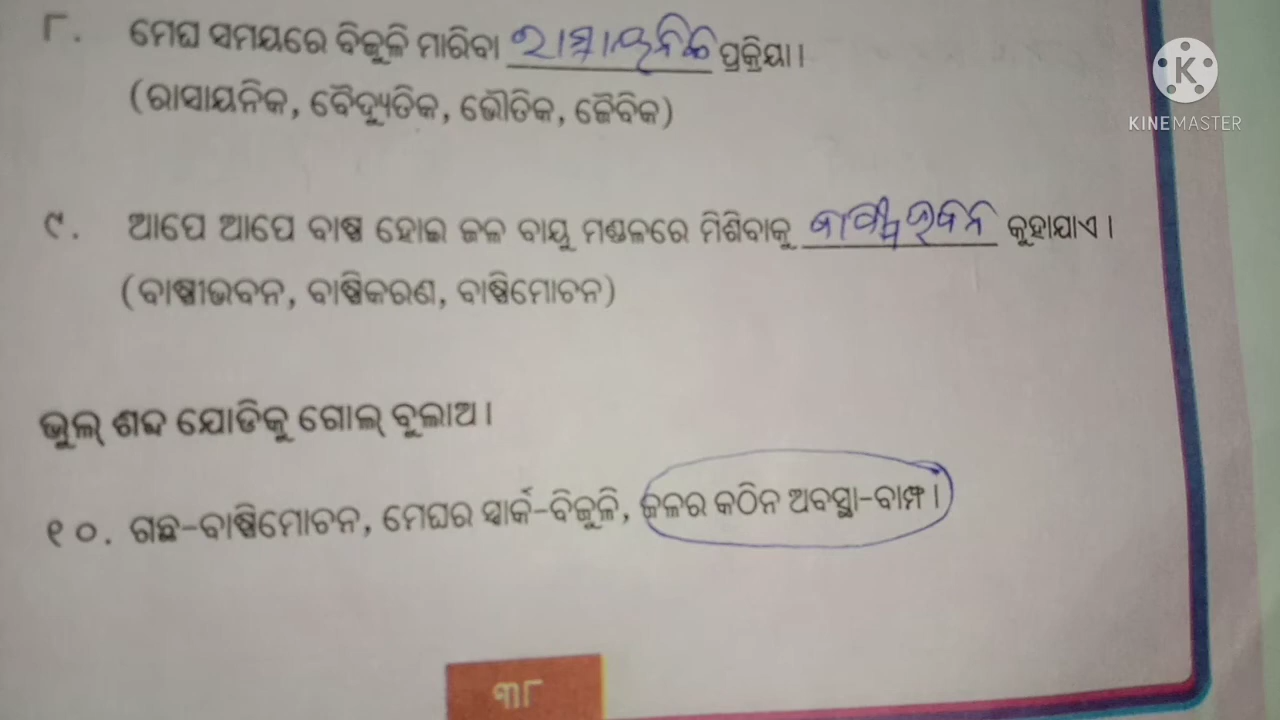 ୮. ମେଘ ସମୟରେ ବିଜୁଳି ମାରିବା ରାସାୟନିକ ପ୍ରକ୍ରିୟା ।
(ରାସାୟନିକ, ବୈଦ୍ୟୁତିକ, ଭୌତିକ, ଜୈବିକ)
୯. ଆପେ ଆପେ ବାଷ୍ପ ହୋଇ ଜଳ ବାୟୁ ମଣ୍ଡଳରେ ମିଶିବାକୁ ବାଷ୍ପୀଭବନ କୁହାଯାଏ ।
(ବାଷ୍ପୀଭବନ, ବାଷ୍ପିକରଣ, ବାଷ୍ପିମୋଚନ)
ଭୁଲ୍ ଶବ୍ଦ ଯୋଡିକୁ ଗୋଲ୍ ବୁଲାଅ ।
୧୦. ଗଛ-ବାଷ୍ପିମୋଚନ, ମେଘର ସ୍ପାର୍କ-ବିଜୁଳି, ଜଳର କଠିନ ଅବସ୍ଥା-ବାମ୍ଫ ।
୩୮
KINEMASTER